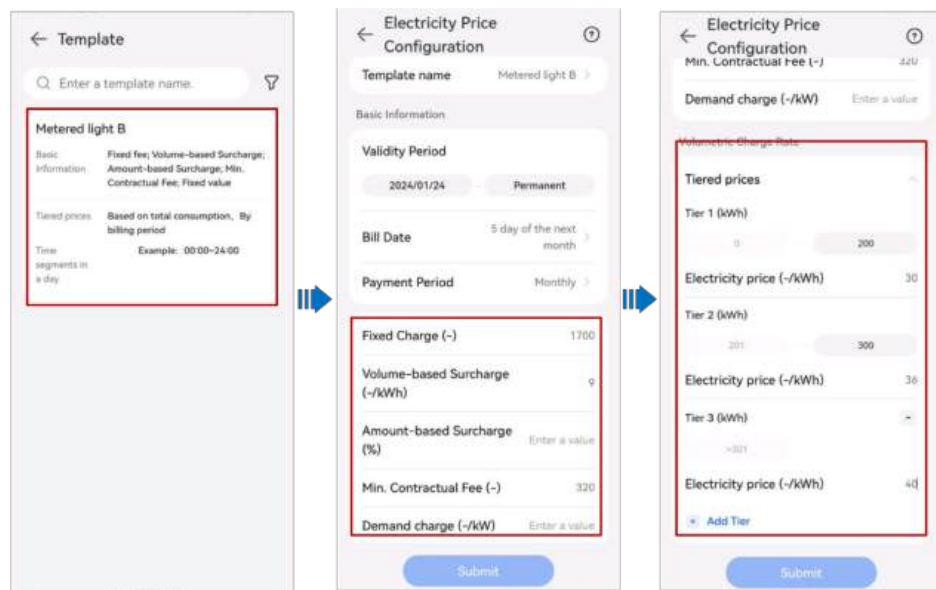 ← Template
Enter a template name.
Metered light B
Basic Information
Fixed fee; Volume-based Surcharge;
Amount-based Surcharge; Min.
Contractual Fee; Fixed value
Tiered prices
Based on total consumption, By
billing period
Time
segments in
a day
Example: 00:00~24:00
← Electricity Price
Configuration
Template name Metered light B >
Basic Information
Validity Period
2024/01/24 - Permanent
Bill Date
5 day of the next
month
Payment Period Monthly >
Fixed Charge (-) 1700
Volume-based Surcharge
(-/kWh)
9
Amount-based Surcharge
(%)
Enter a value
Min. Contractual Fee (-) 320
Demand charge (-/kW) Enter a value
Submit
← Electricity Price
Configuration
Min. Contractual Fee (-) 320
Demand charge (-/kW) Enter a value
Volumetric Charge Rate
Tiered prices
Tier 1 (kWh)
0 200
Electricity price (-/kWh) 30
Tier 2 (kWh)
201 300
Electricity price (-/kWh) 36
Tier 3 (kWh) -
>301
Electricity price (-/kWh) 40
+ Add Tier
Submit